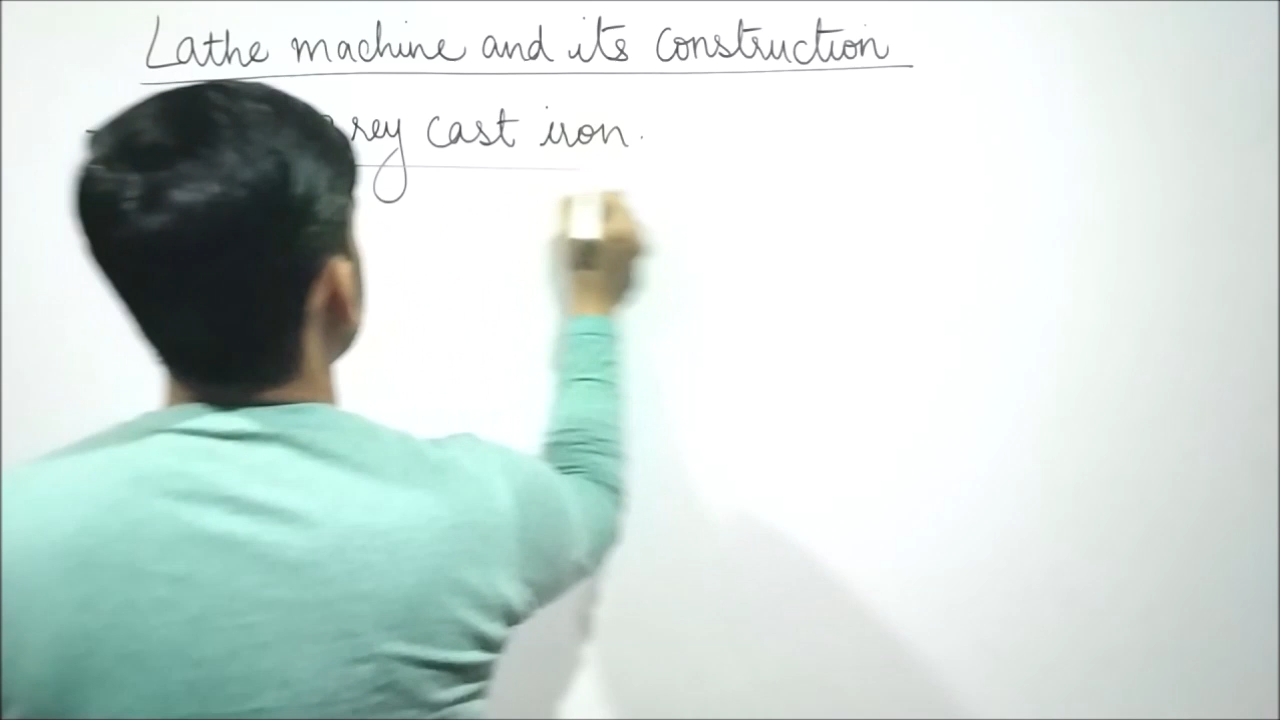 Lathe machine and its construction
rey cast iron.